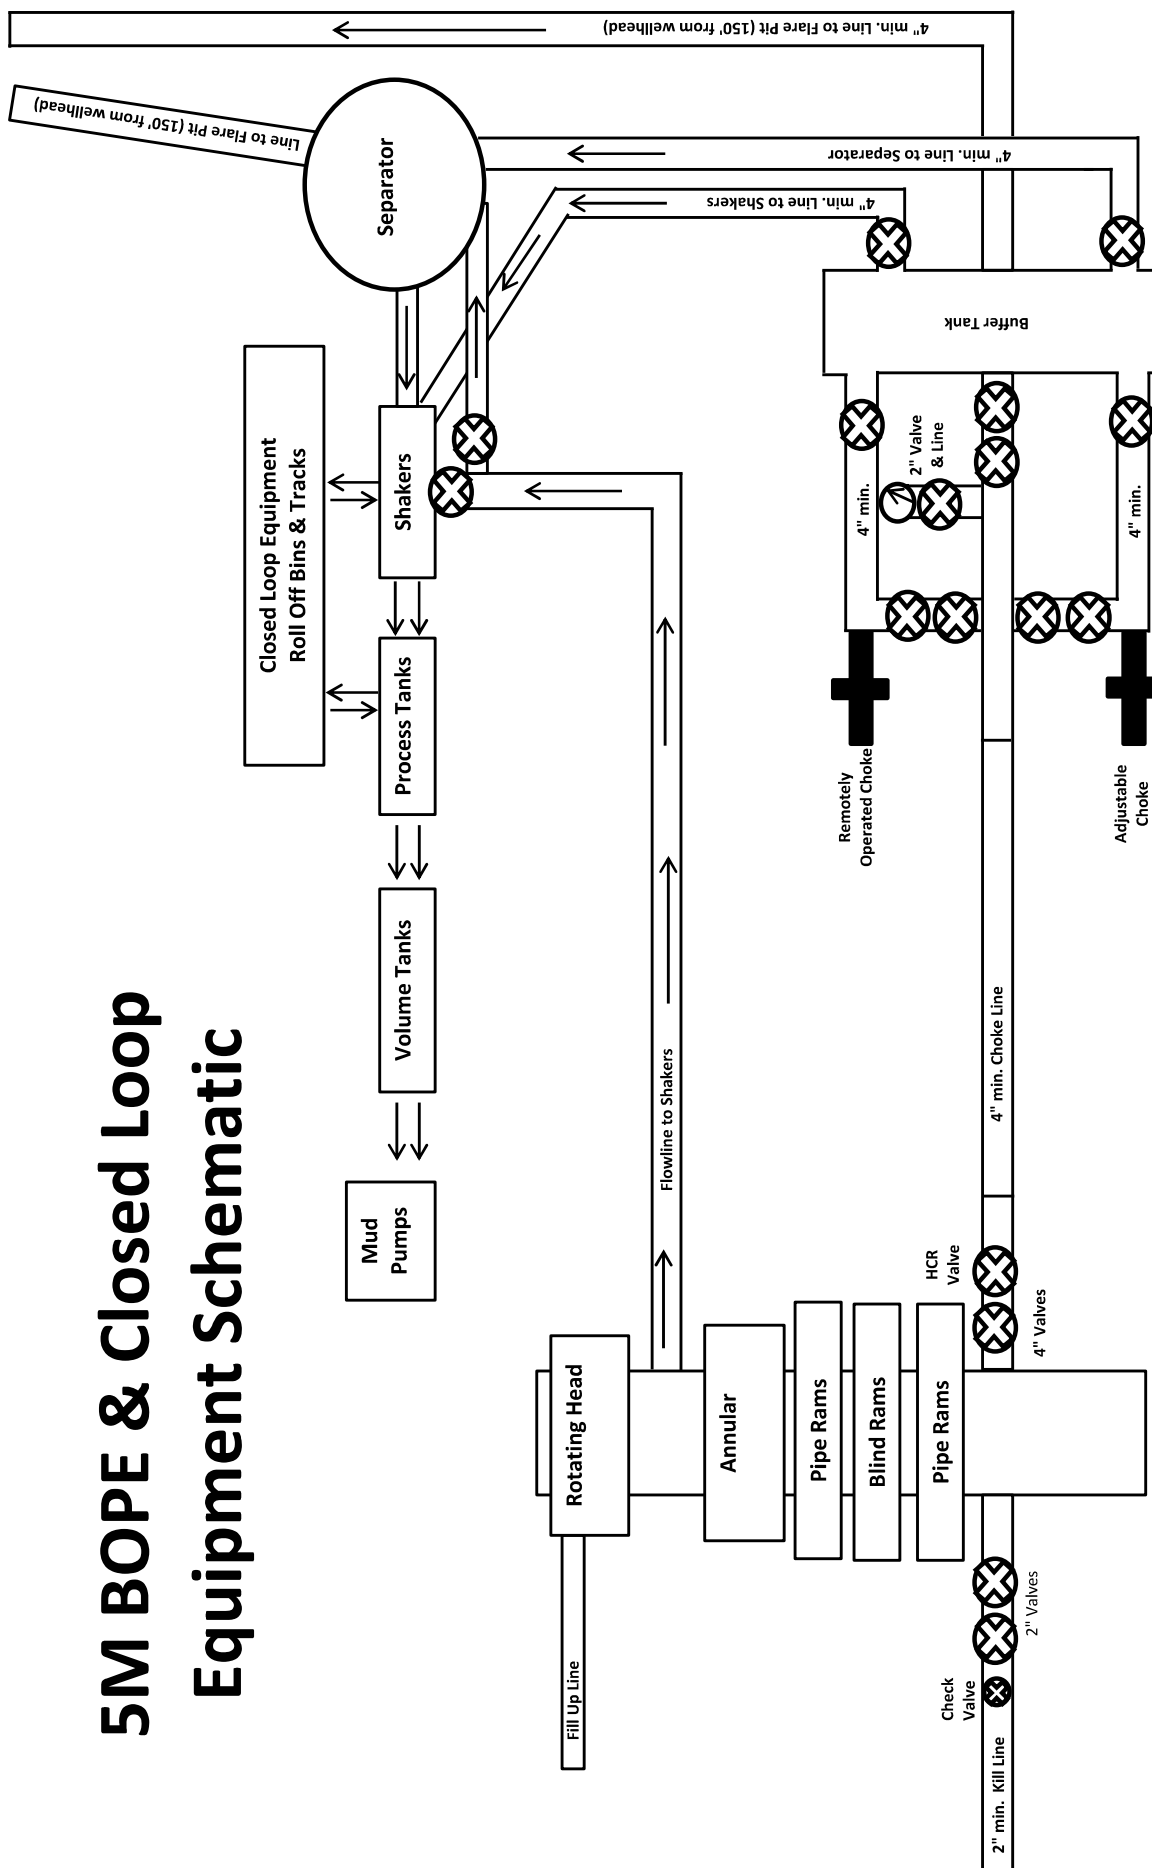 5M BOPE & Closed Loop
Equipment Schematic
Closed Loop Equipment
Roll Off Bins & Tracks
Mud
Pumps
Volume Tanks
Process Tanks
Shakers
Separator
Line to Flare Pit (150' from wellhead)
4" min. Line to Flare Pit (150' from wellhead)
4" min. Line to Separator
4" min. Line to Shakers
Fill Up Line
Rotating Head
Flowline to Shakers
Annular
Pipe Rams
Blind Rams
Pipe Rams
Remotely
Operated Choke
4" min.
2" Valve
& Line
Buffer Tank
Check
Valve
HCR
Valve
2" min. Kill Line
4" min. Choke Line
2" Valves
4" Valves
Adjustable
Choke
4" min.